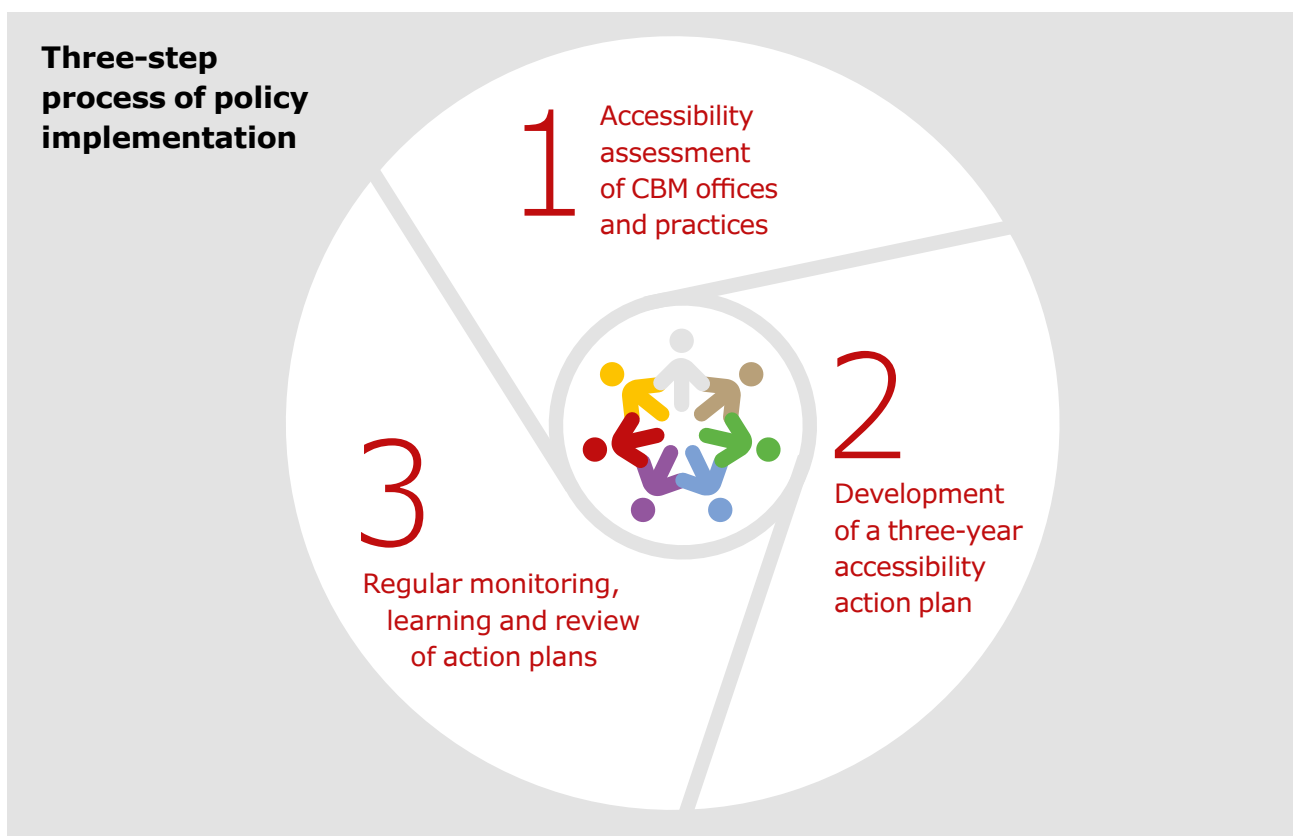 Three-step
process of policy
implementation
1
Accessibility
assessment
of CBM offices
and practices
2
Development
of a three-year
accessibility
action plan
3
Regular monitoring,
learning and review
of action plans